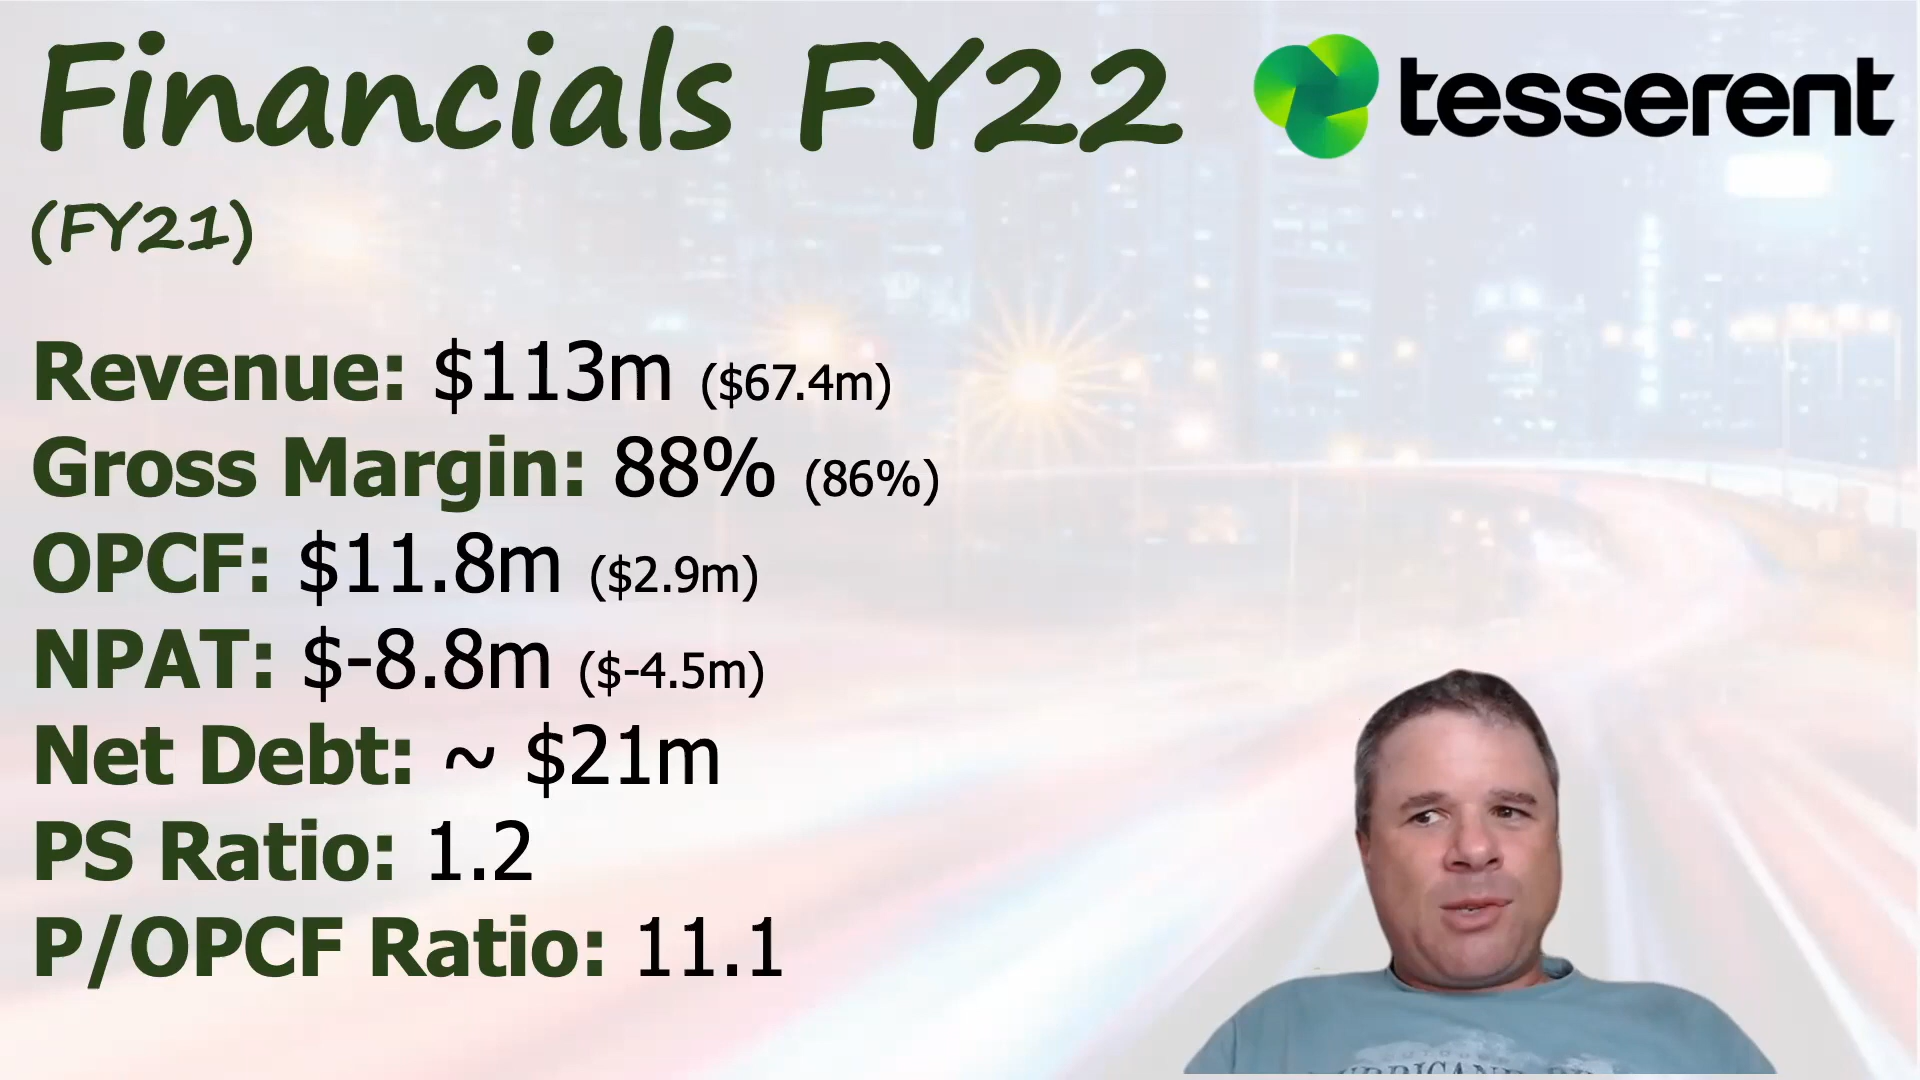 Financials FY22
tesserent
(FY21)
Revenue: $113m ($67.4m)
Gross Margin: 88% (86%)
OPCF: $11.8m ($2.9m)
NPAT: $-8.8m ($-4.5m)
Net Debt: ~ $21m
PS Ratio: 1.2
P/OPCF Ratio: 11.1